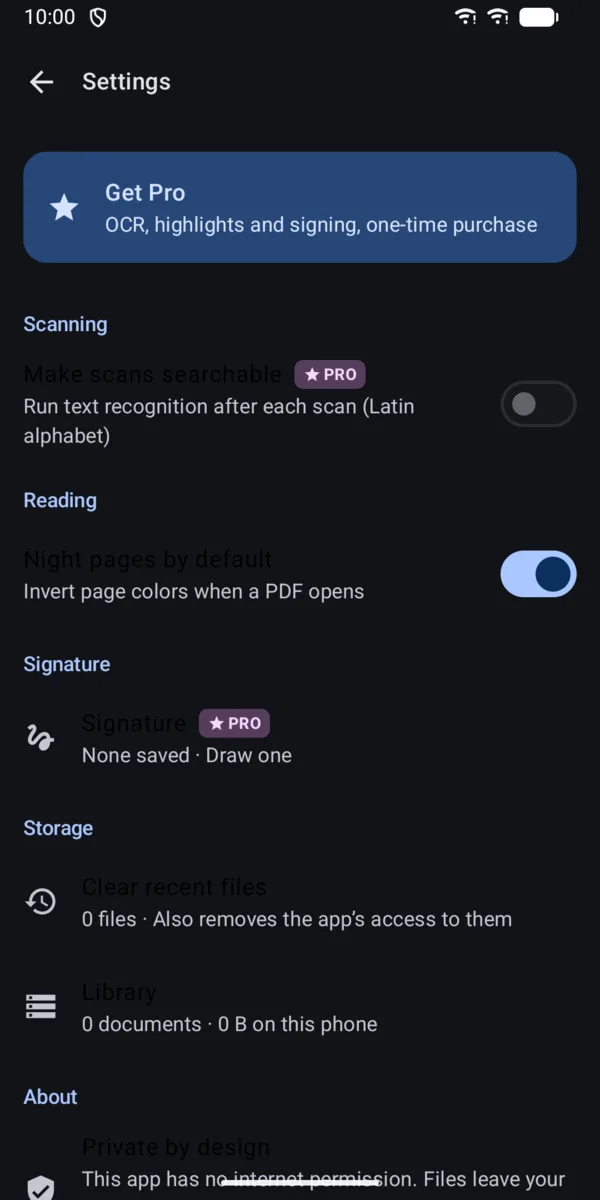 10:00
Settings
Get Pro
OCR, highlights and signing, one-time purchase
Scanning
Make scans searchable ★ PRO
Run text recognition after each scan (Latin
alphabet)
Reading
Night pages by default
Invert page colors when a PDF opens
Signature
Signature ★ PRO
None saved · Draw one
Storage
Clear recent files
0 files · Also removes the app’s access to them
Library
0 documents · 0 B on this phone
About
Private by design
This app has no internet permission. Files leave your